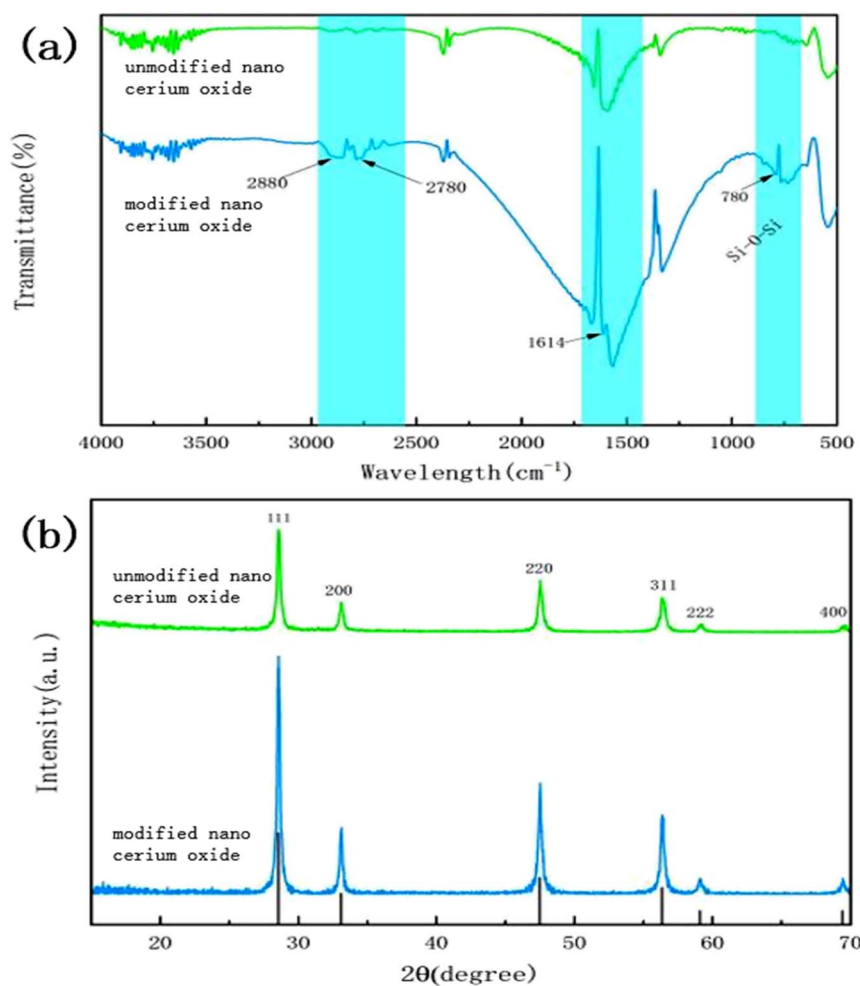 (a)
unmodified nano
cerium oxide
2880
2780
modified nano
cerium oxide
780
Si-O-Si
1614
Transmittance(%)
4000 3500 3000 2500 2000 1500 1000 500
Wavelength(cm⁻¹)
(b)
111
unmodified nano
cerium oxide
200
220
311
222
400
modified nano
cerium oxide
Intensity(a.u.)
20 30 40 50 60 70
2θ(degree)